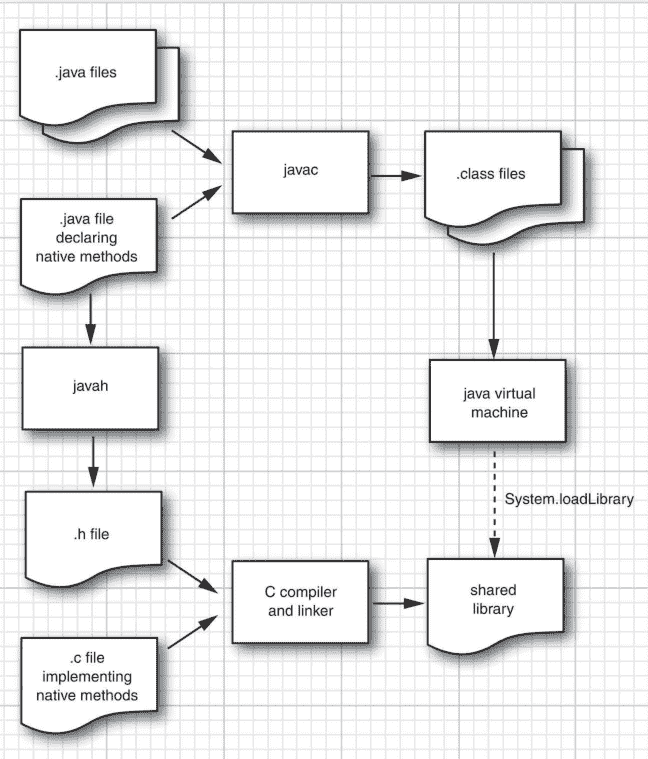 .java files
javac
.class files
.java file
declaring
native methods
javah
java virtual
machine
System.loadLibrary
.h file
C compiler
and linker
shared
library
.c file
implementing
native methods